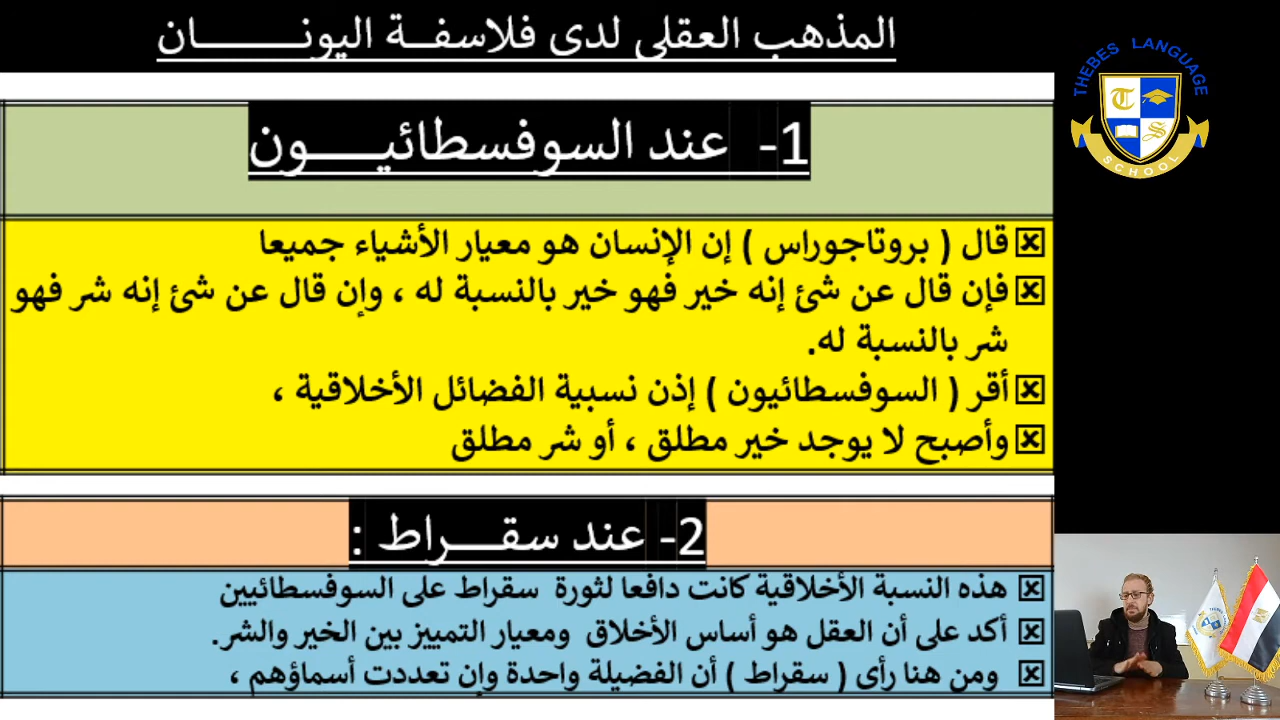 المذهب العقلى لدى فلاسفــة اليونـــــــان
THEBES LANGUAGE
T
S
SCHOOL
1- عند السوفسطائيـــون
قال ( بروتاجوراس ) إن الإنسان هو معيار الأشياء جميعا
فإن قال عن شئ إنه خير فهو خير بالنسبة له ، وإن قال عن شئ إنه شر فهو
شر بالنسبة له.
أقر ( السوفسطائيون ) إذن نسبية الفضائل الأخلاقية ،
وأصبح لا يوجد خير مطلق ، أو شر مطلق
2- عند سقـــراط :
هذه النسبة الأخلاقية كانت دافعا لثورة سقراط على السوفسطائيين
أكد على أن العقل هو أساس الأخلاق ومعيار التمييز بين الخير والشر.
ومن هنا رأى ( سقراط ) أن الفضيلة واحدة وإن تعددت أسماؤهم ،